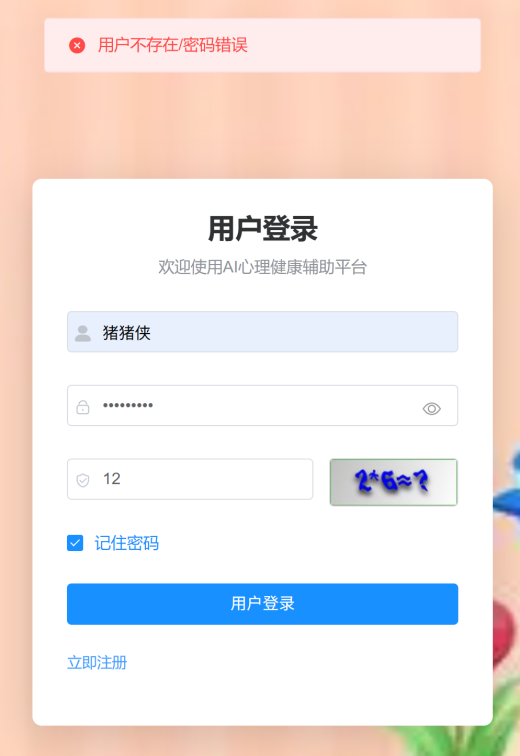 用户不存在/密码错误
用户登录
欢迎使用AI心理健康辅助平台
猪猪侠
•••••••••
12
2*6=?
记住密码
用户登录
立即注册